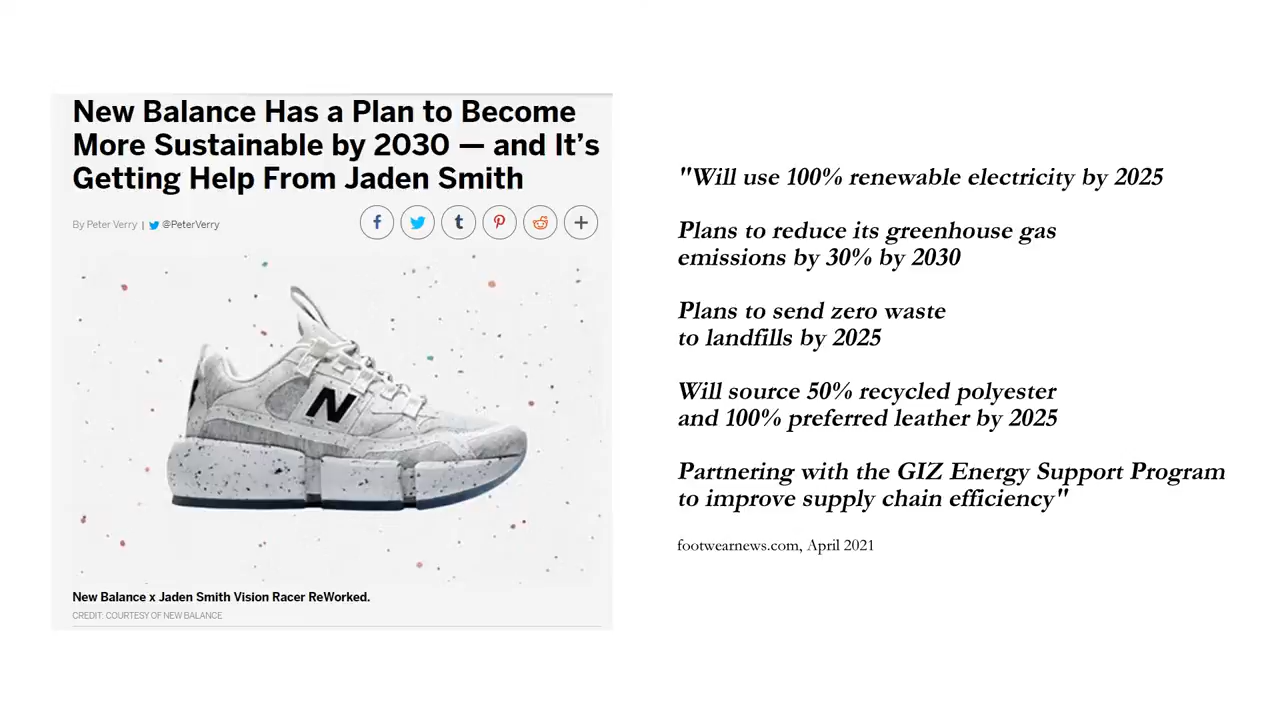 New Balance Has a Plan to Become
More Sustainable by 2030 — and It's
Getting Help From Jaden Smith
By Peter Verry | @PeterVerry
N
New Balance x Jaden Smith Vision Racer ReWorked.
CREDIT: COURTESY OF NEW BALANCE
"Will use 100% renewable electricity by 2025
Plans to reduce its greenhouse gas
emissions by 30% by 2030
Plans to send zero waste
to landfills by 2025
Will source 50% recycled polyester
and 100% preferred leather by 2025
Partnering with the GIZ Energy Support Program
to improve supply chain efficiency"
footwearnews.com, April 2021